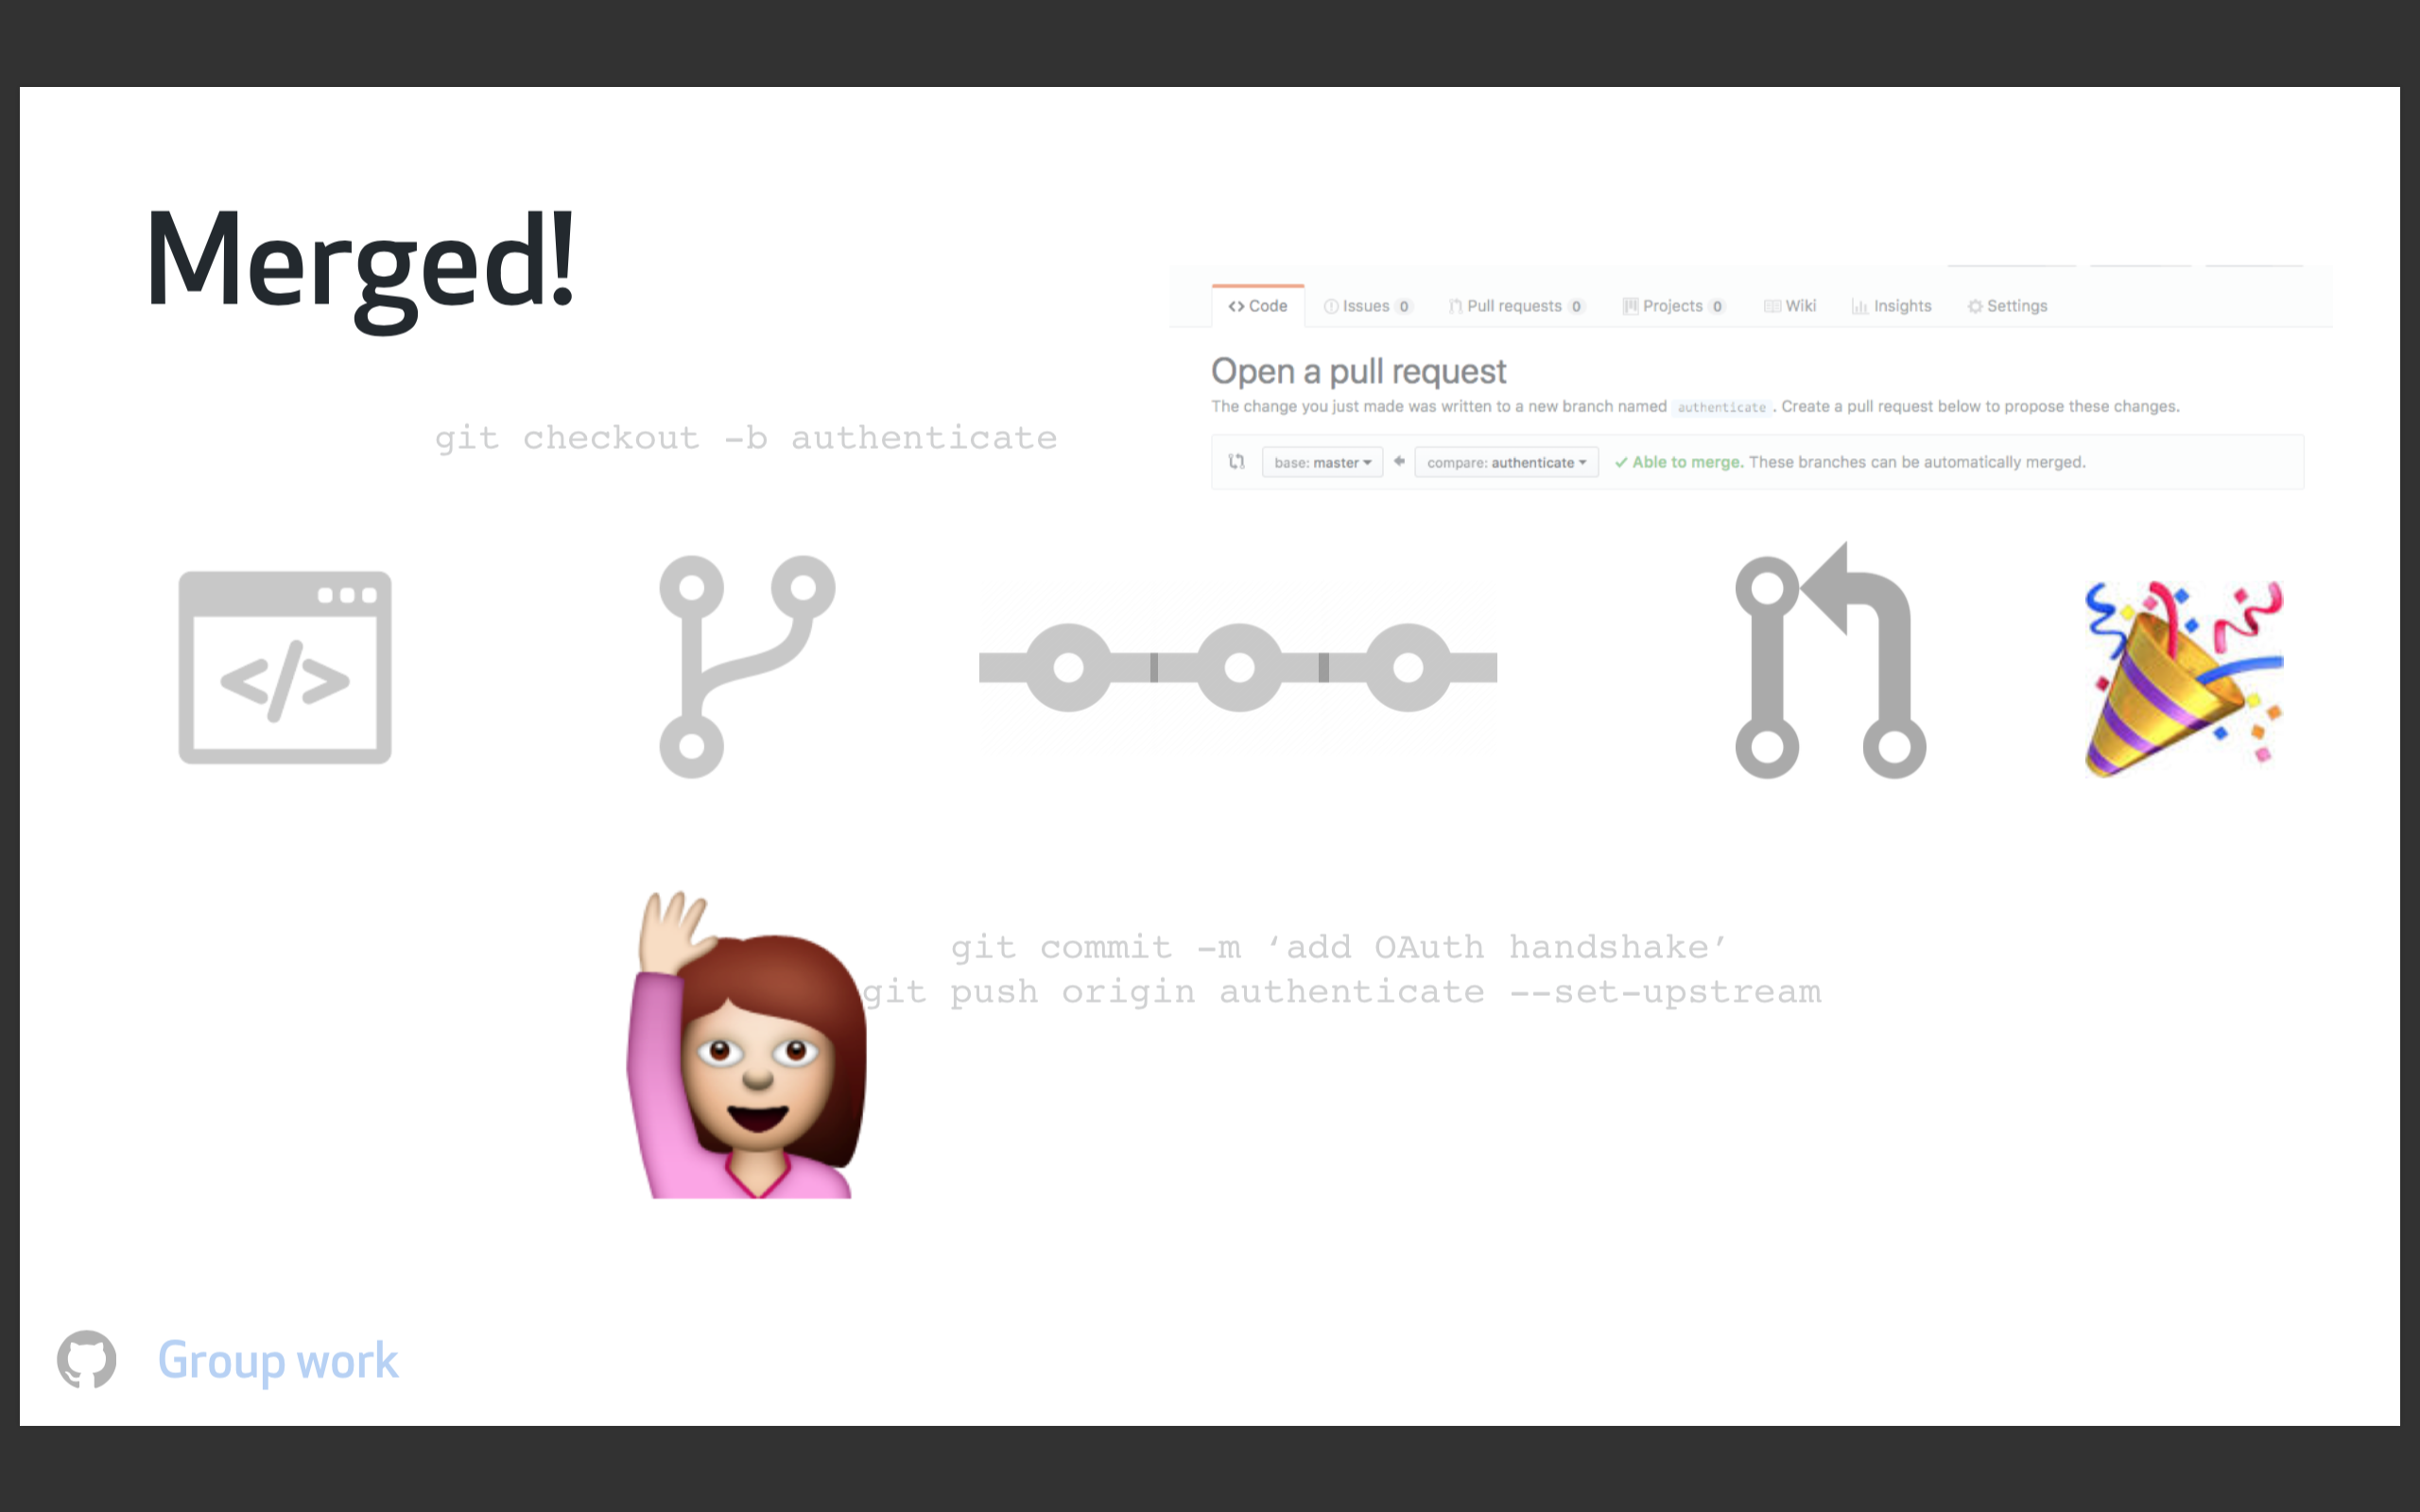 Merged!
<> Code Issues 0 Pull requests 0 Projects 0 Wiki Insights Settings
Open a pull request
The change you just made was written to a new branch named authenticate. Create a pull request below to propose these changes.
git checkout -b authenticate
base: master compare: authenticate ✓ Able to merge. These branches can be automatically merged.
</>
git commit -m ‘add OAuth handshake’
git push origin authenticate --set-upstream
Group work